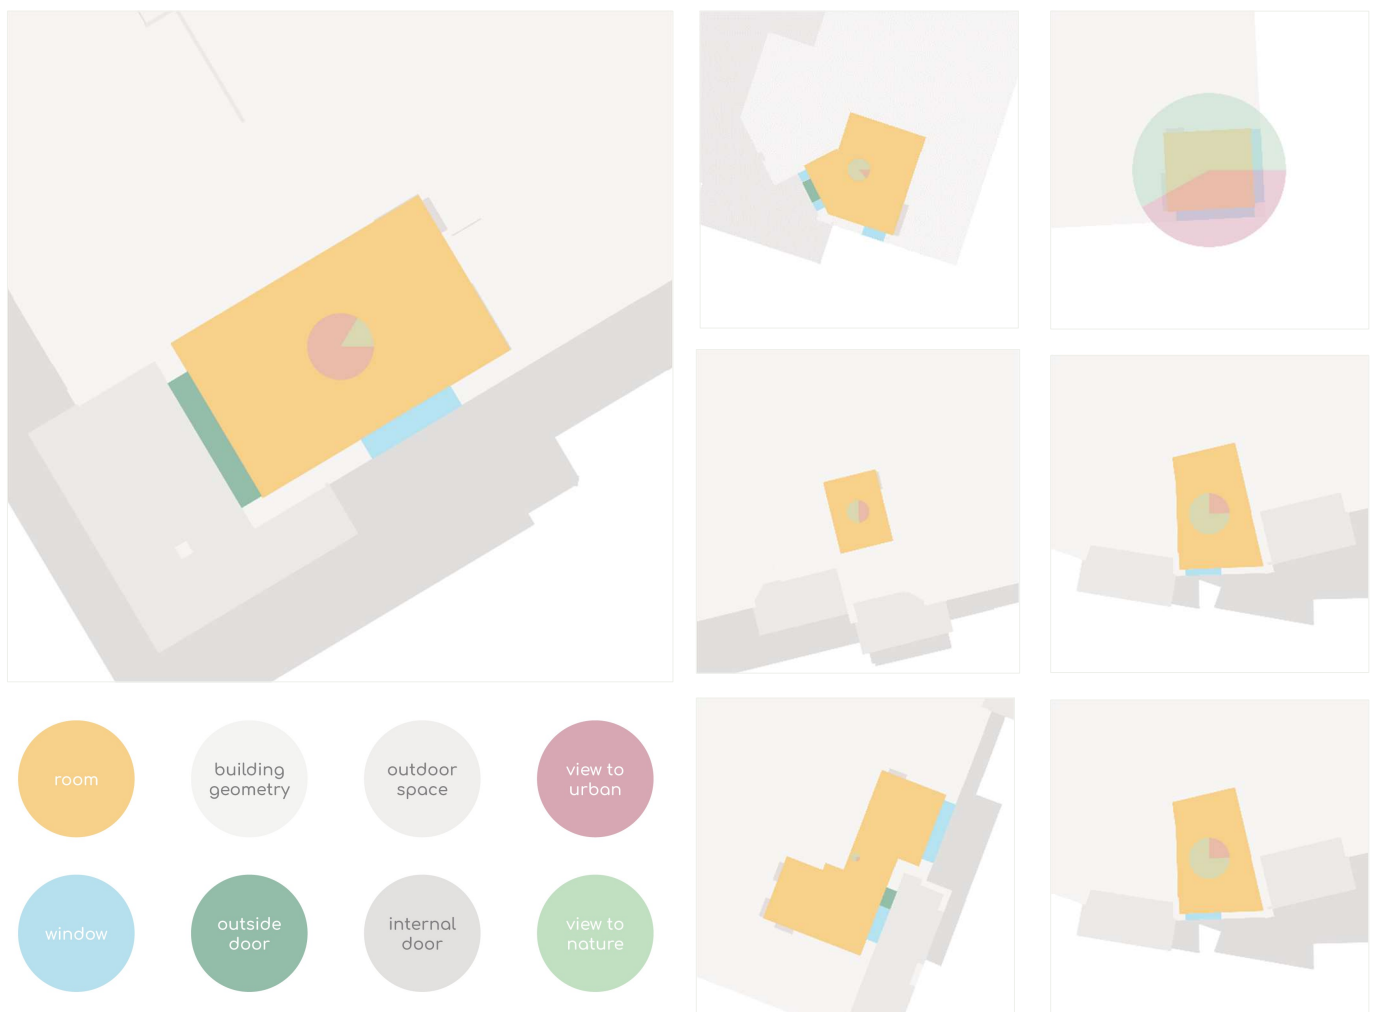 room
building
geometry
outdoor
space
view to
urban
window
outside
door
internal
door
view to
nature